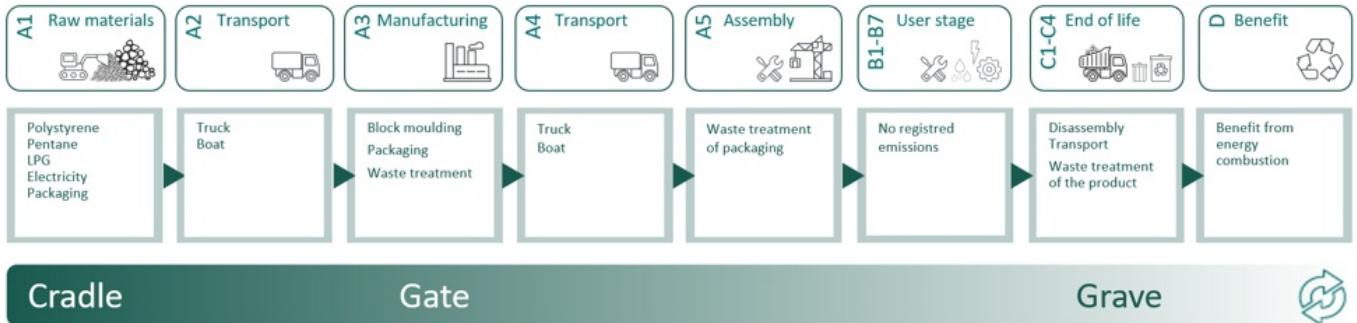 A1 Raw materials
A2 Transport
A3 Manufacturing
A4 Transport
A5 Assembly
B1-B7 User stage
C1-C4 End of life
D Benefit
Polystyrene
Pentane
LPG
Electricity
Packaging
Truck
Boat
Block moulding
Packaging
Waste treatment
Truck
Boat
Waste treatment
of packaging
No registred
emissions
Disassembly
Transport
Waste treatment
of the product
Benefit from
energy
combustion
Cradle
Gate
Grave